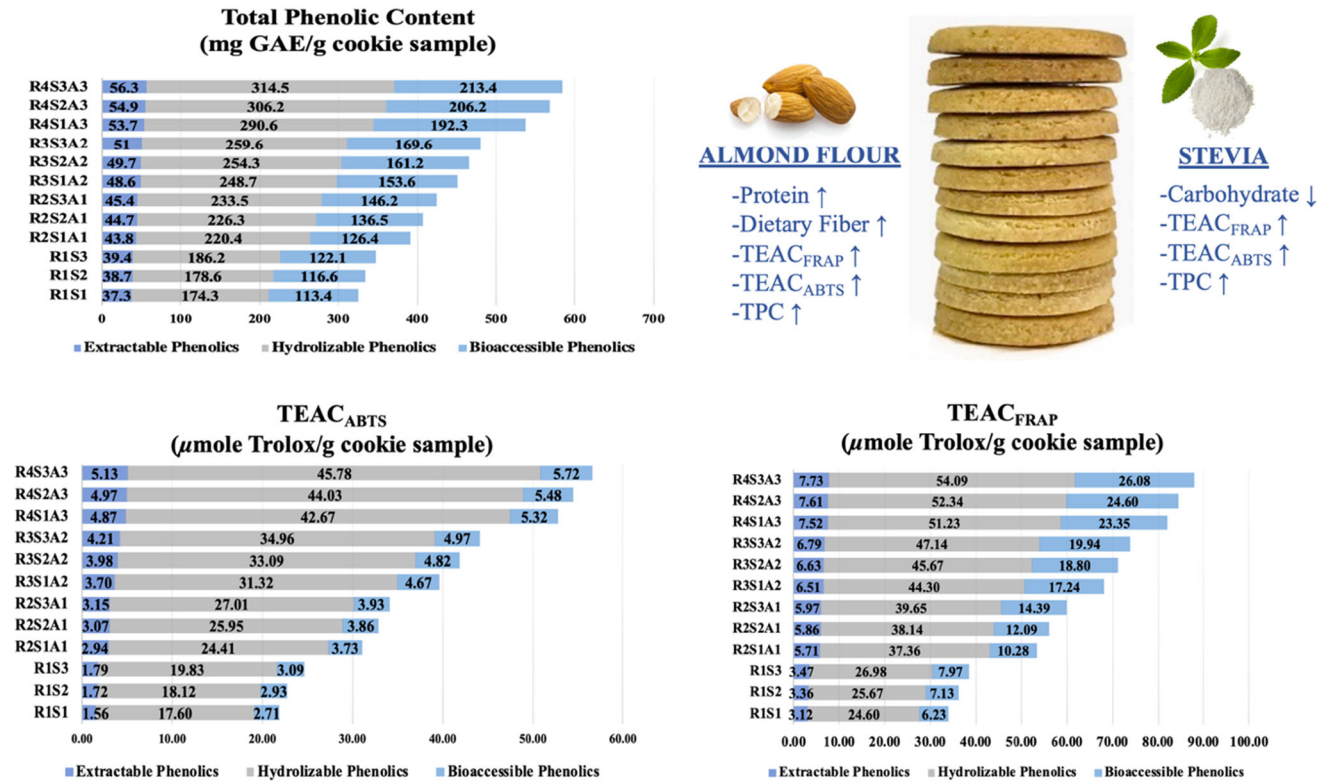 Total Phenolic Content
(mg GAE/g cookie sample)
R4S3A3 56.3 314.5 213.4
R4S2A3 54.9 306.2 206.2
R4S1A3 53.7 290.6 192.3
R3S3A2 51 259.6 169.6
R3S2A2 49.7 254.3 161.2
R3S1A2 48.6 248.7 153.6
R2S3A1 45.4 233.5 146.2
R2S2A1 44.7 226.3 136.5
R2S1A1 43.8 220.4 126.4
R1S3 39.4 186.2 122.1
R1S2 38.7 178.6 116.6
R1S1 37.3 174.3 113.4
0 100 200 300 400 500 600 700
Extractable Phenolics Hydrolizable Phenolics Bioaccessible Phenolics
ALMOND FLOUR
-Protein ↑
-Dietary Fiber ↑
-TEAC_FRAP ↑
-TEAC_ABTS ↑
-TPC ↑
STEVIA
-Carbohydrate ↓
-TEAC_FRAP ↑
-TEAC_ABTS ↑
-TPC ↑
TEAC_ABTS
(μmole Trolox/g cookie sample)
R4S3A3 5.13 45.78 5.72
R4S2A3 4.97 44.03 5.48
R4S1A3 4.87 42.67 5.32
R3S3A2 4.21 34.96 4.97
R3S2A2 3.98 33.09 4.82
R3S1A2 3.70 31.32 4.67
R2S3A1 3.15 27.01 3.93
R2S2A1 3.07 25.95 3.86
R2S1A1 2.94 24.41 3.73
R1S3 1.79 19.83 3.09
R1S2 1.72 18.12 2.93
R1S1 1.56 17.60 2.71
0.00 10.00 20.00 30.00 40.00 50.00 60.00
Extractable Phenolics Hydrolizable Phenolics Bioaccessible Phenolics
TEAC_FRAP
(μmole Trolox/g cookie sample)
R4S3A3 7.73 54.09 26.08
R4S2A3 7.61 52.34 24.60
R4S1A3 7.52 51.23 23.35
R3S3A2 6.79 47.14 19.94
R3S2A2 6.63 45.67 18.80
R3S1A2 6.51 44.30 17.24
R2S3A1 5.97 39.65 14.39
R2S2A1 5.86 38.14 12.09
R2S1A1 5.71 37.36 10.28
R1S3 3.47 26.98 7.97
R1S2 3.36 25.67 7.13
R1S1 3.12 24.60 6.23
0.00 10.00 20.00 30.00 40.00 50.00 60.00 70.00 80.00 90.00 100.00
Extractable Phenolics Hydrolizable Phenolics Bioaccessible Phenolics